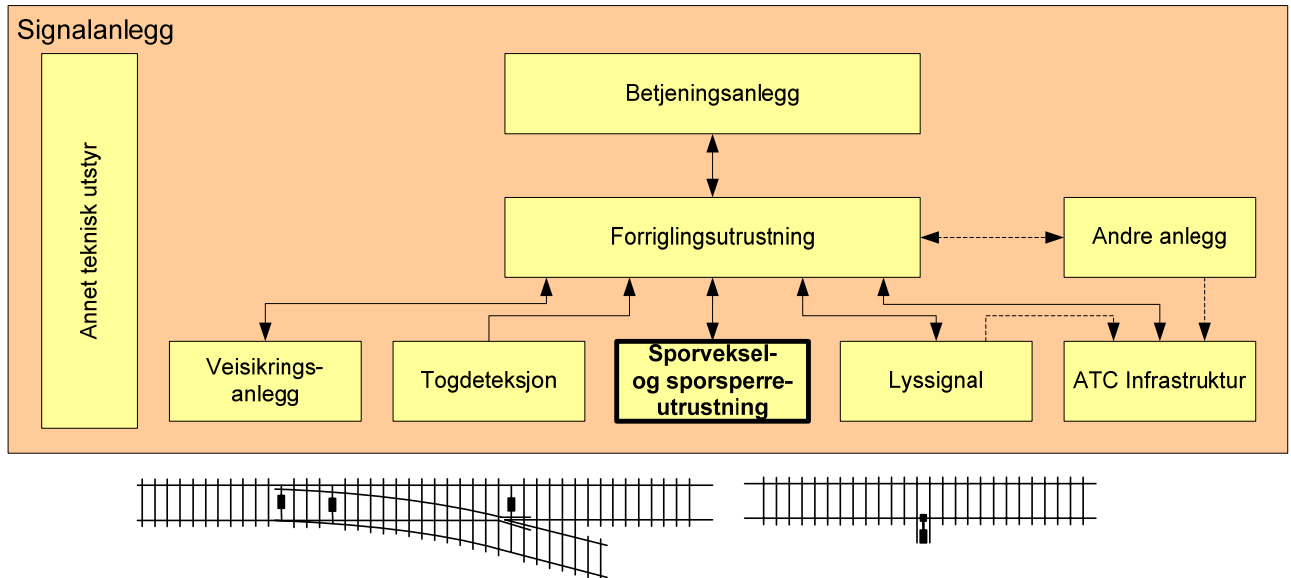 Signalanlegg
Annet teknisk utstyr
Betjeningsanlegg
Forriglingsutrustning
Andre anlegg
Veisikrings-
anlegg
Togdeteksjon
Sporveksel-
og sporsperre-
utrustning
Lyssignal
ATC Infrastruktur